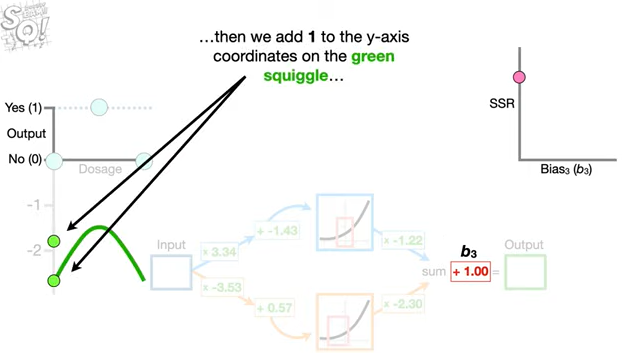 …then we add 1 to the y-axis
coordinates on the green
squiggle…
Yes (1)
Output
No (0)
Dosage
-1
-2
SSR
Bias₃ (b₃)
Input
x 3.34
+ -1.43
x -1.22
x -3.53
+ 0.57
x -2.30
b₃
sum + 1.00 =
Output